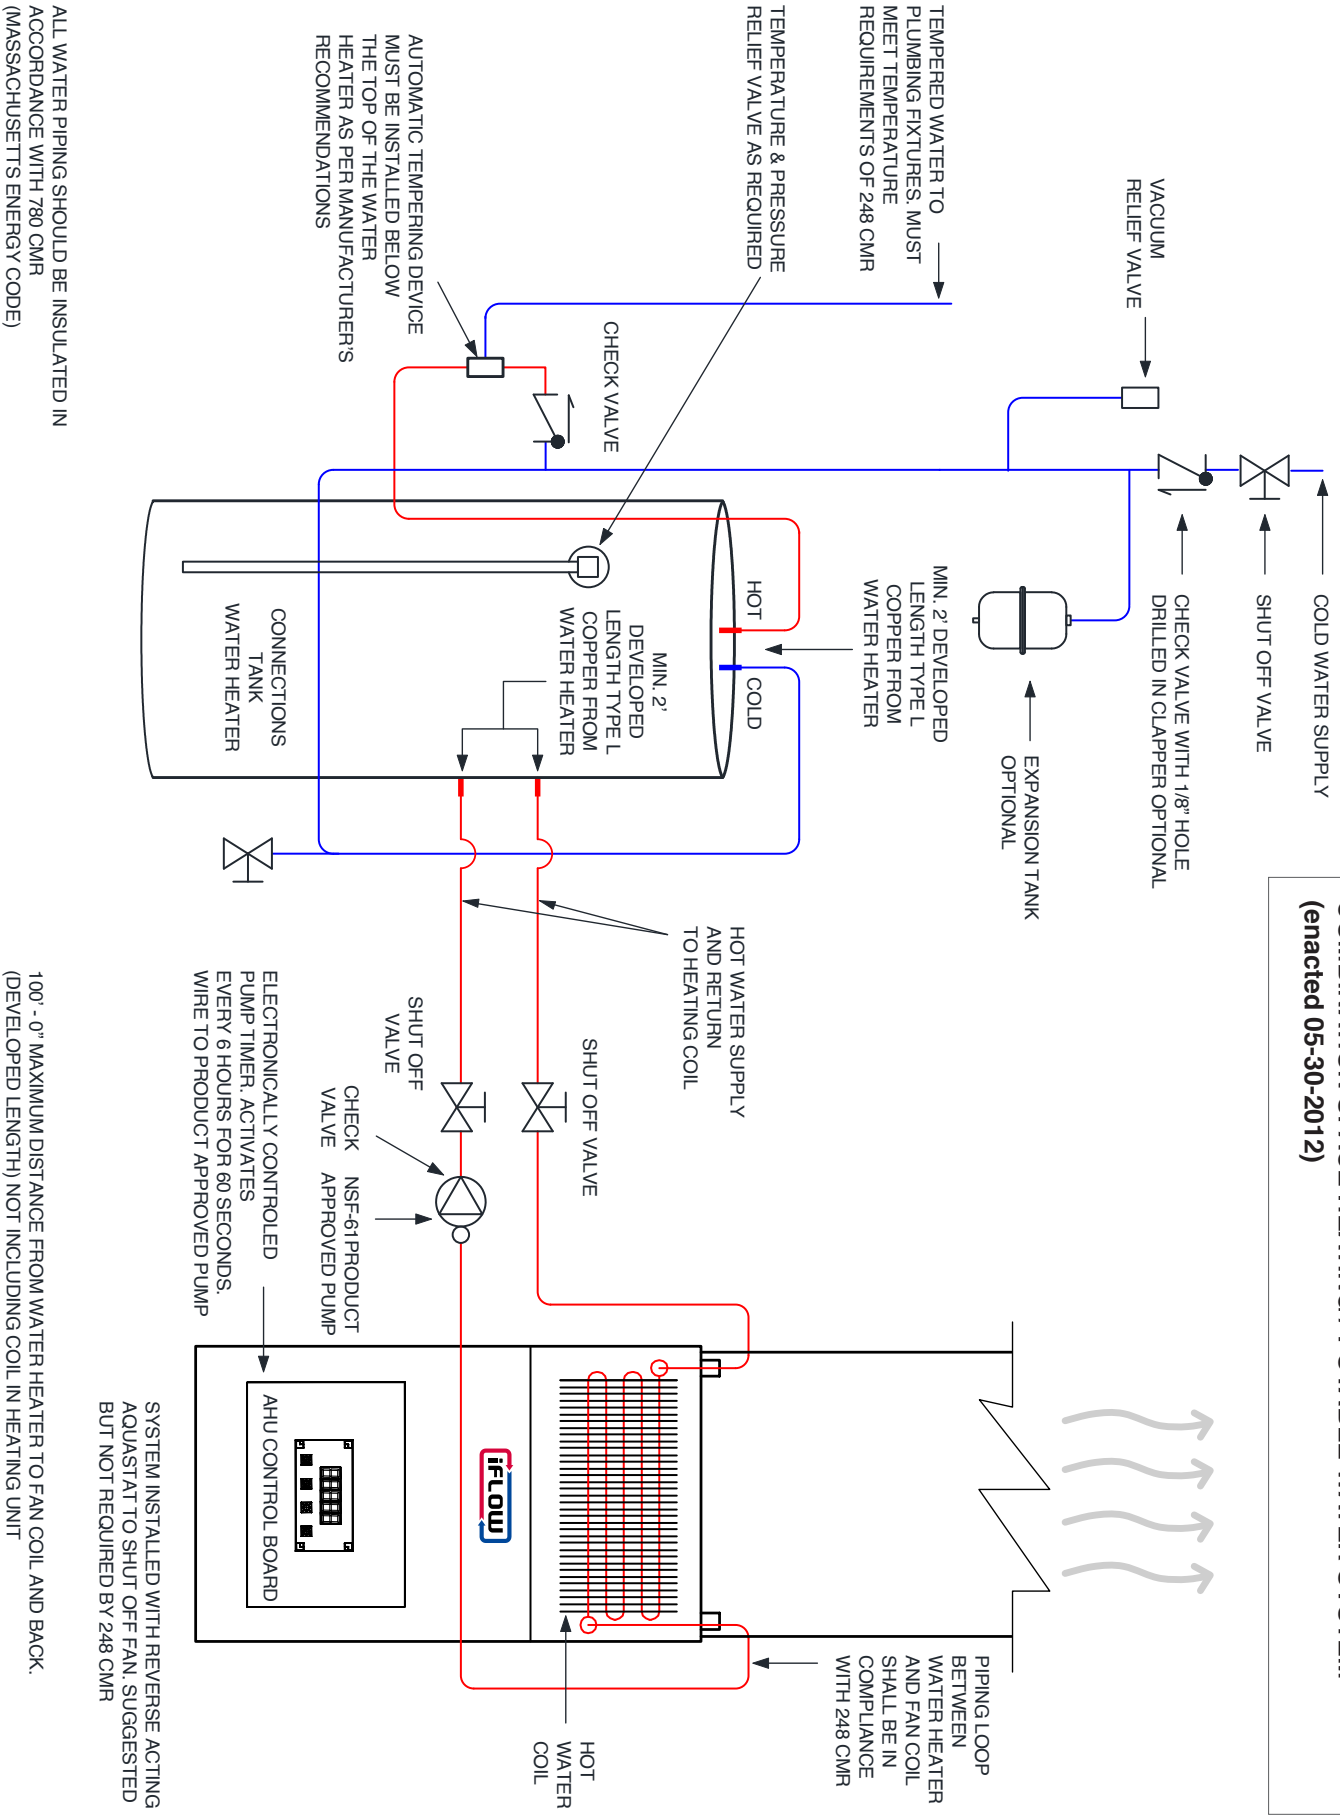 (enacted 05-30-2012)
COLD WATER SUPPLY
SHUT OFF VALVE
CHECK VALVE WITH 1/8" HOLE
DRILLED IN CLAPPER OPTIONAL
VACUUM
RELIEF VALVE
EXPANSION TANK
OPTIONAL
TEMPERED WATER TO
PLUMBING FIXTURES. MUST
MEET TEMPERATURE
REQUIREMENTS OF 248 CMR
MIN. 2' DEVELOPED
LENGTH TYPE L
COPPER FROM
WATER HEATER
PIPING LOOP
BETWEEN
WATER HEATER
AND FAN COIL
SHALL BE IN
COMPLIANCE
WITH 248 CMR
TEMPERATURE & PRESSURE
RELIEF VALVE AS REQUIRED
HOT
COLD
HOT WATER SUPPLY
AND RETURN
TO HEATING COIL
CHECK VALVE
MIN. 2'
DEVELOPED
LENGTH TYPE L
COPPER FROM
WATER HEATER
SHUT OFF VALVE
HOT
WATER
COIL
iFLOW
AUTOMATIC TEMPERING DEVICE
MUST BE INSTALLED BELOW
THE TOP OF THE WATER
HEATER AS PER MANUFACTURER'S
RECOMMENDATIONS
SHUT OFF
VALVE
CHECK
VALVE
NSF-61PRODUCT
APPROVED PUMP
CONNECTIONS
TANK
WATER HEATER
ELECTRONICALLY CONTROLED
PUMP TIMER. ACTIVATES
EVERY 6 HOURS FOR 60 SECONDS.
WIRE TO PRODUCT APPROVED PUMP
AHU CONTROL BOARD
SYSTEM INSTALLED WITH REVERSE ACTING
AQUASTAT TO SHUT OFF FAN. SUGGESTED
BUT NOT REQUIRED BY 248 CMR
ALL WATER PIPING SHOULD BE INSULATED IN
ACCORDANCE WITH 780 CMR
(MASSACHUSETTS ENERGY CODE)
100' - 0" MAXIMUM DISTANCE FROM WATER HEATER TO FAN COIL AND BACK.
(DEVELOPED LENGTH) NOT INCLUDING COIL IN HEATING UNIT